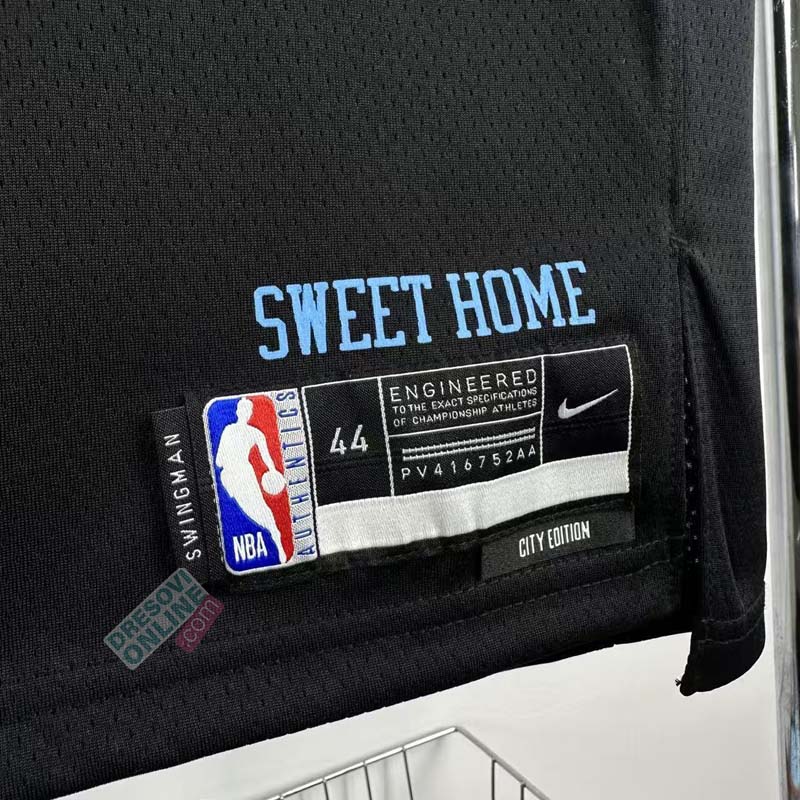 SWEET HOME
SWINGMAN
NBA
AUTHENTICS
44
ENGINEERED
TO THE EXACT SPECIFICATIONS
OF CHAMPIONSHIP ATHLETES
PV416752AA
CITY EDITION
DRESOVI
ONLINE.com